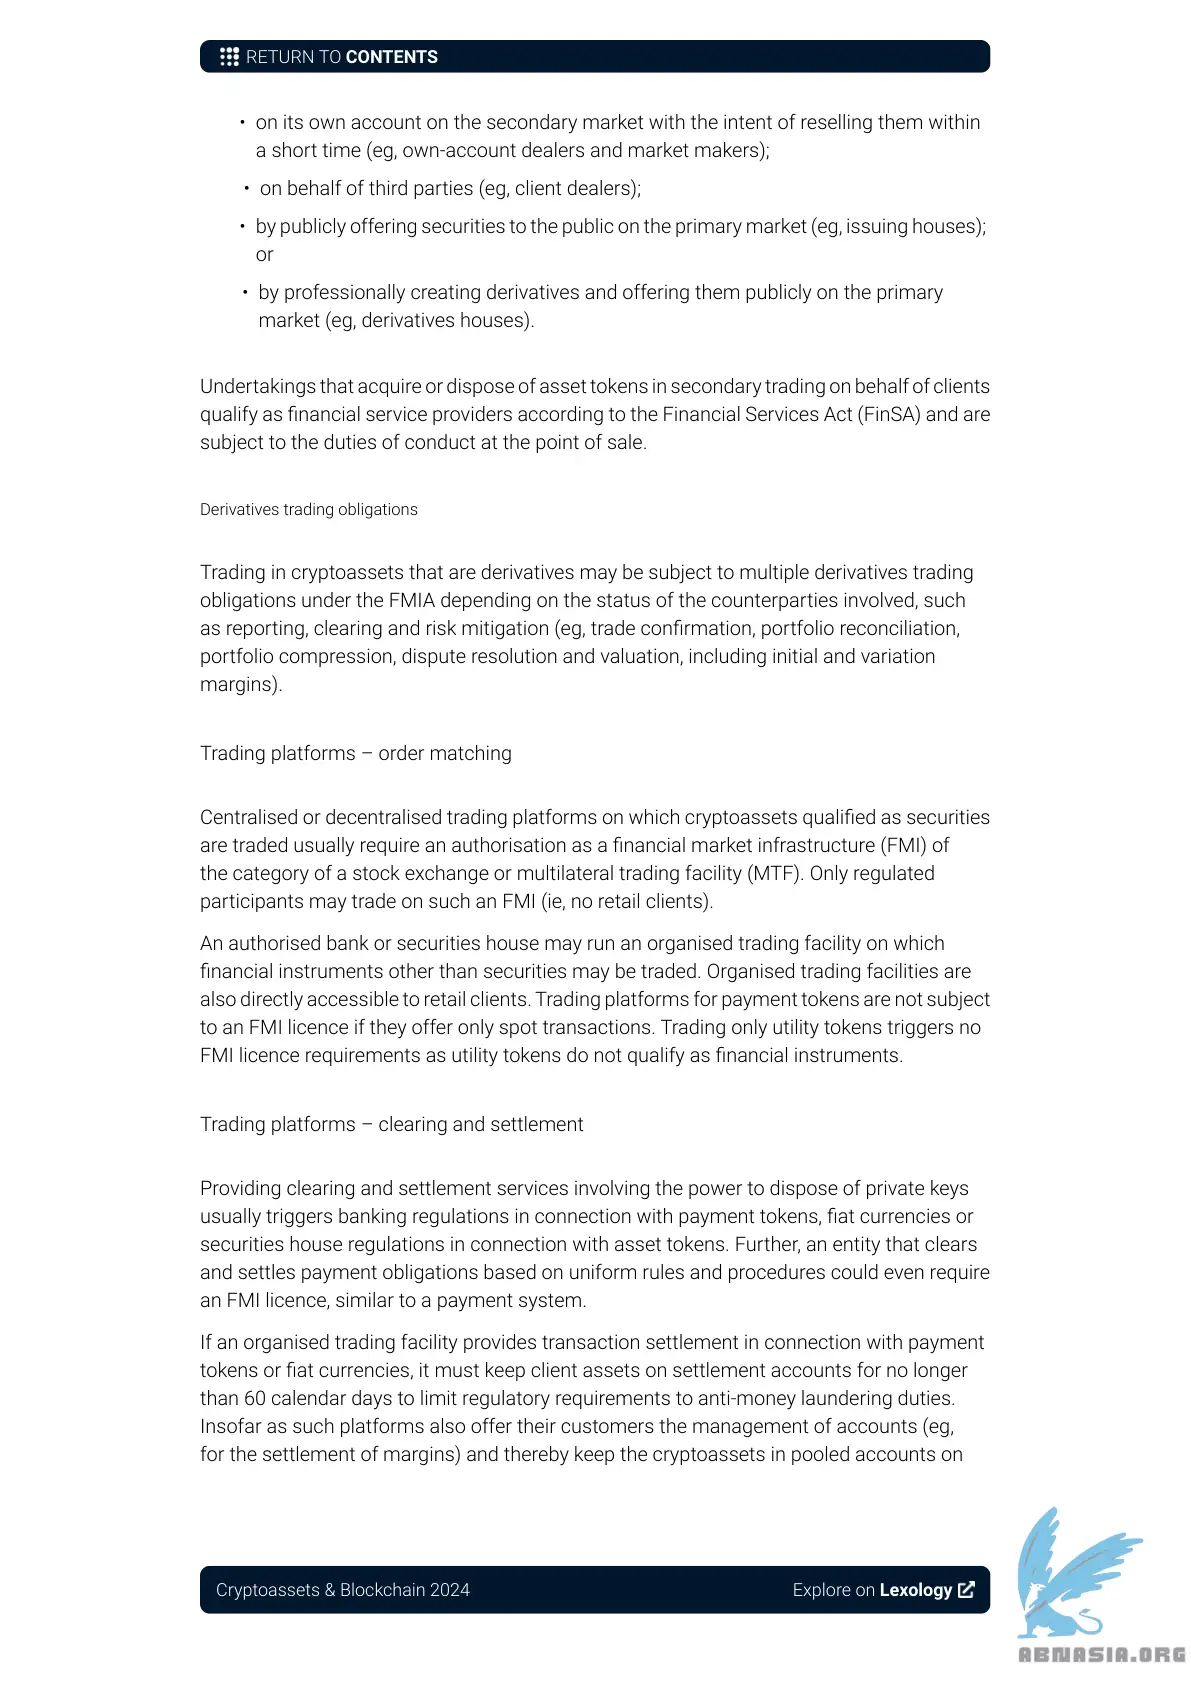 RETURN TO CONTENTS
• on its own account on the secondary market with the intent of reselling them within
a short time (eg, own-account dealers and market makers);
• on behalf of third parties (eg, client dealers);
• by publicly offering securities to the public on the primary market (eg, issuing houses);
or
• by professionally creating derivatives and offering them publicly on the primary
market (eg, derivatives houses).
Undertakings that acquire or dispose of asset tokens in secondary trading on behalf of clients
qualify as financial service providers according to the Financial Services Act (FinSA) and are
subject to the duties of conduct at the point of sale.
Derivatives trading obligations
Trading in cryptoassets that are derivatives may be subject to multiple derivatives trading
obligations under the FMIA depending on the status of the counterparties involved, such
as reporting, clearing and risk mitigation (eg, trade confirmation, portfolio reconciliation,
portfolio compression, dispute resolution and valuation, including initial and variation
margins).
Trading platforms – order matching
Centralised or decentralised trading platforms on which cryptoassets qualified as securities
are traded usually require an authorisation as a financial market infrastructure (FMI) of
the category of a stock exchange or multilateral trading facility (MTF). Only regulated
participants may trade on such an FMI (ie, no retail clients).
An authorised bank or securities house may run an organised trading facility on which
financial instruments other than securities may be traded. Organised trading facilities are
also directly accessible to retail clients. Trading platforms for payment tokens are not subject
to an FMI licence if they offer only spot transactions. Trading only utility tokens triggers no
FMI licence requirements as utility tokens do not qualify as financial instruments.
Trading platforms – clearing and settlement
Providing clearing and settlement services involving the power to dispose of private keys
usually triggers banking regulations in connection with payment tokens, fiat currencies or
securities house regulations in connection with asset tokens. Further, an entity that clears
and settles payment obligations based on uniform rules and procedures could even require
an FMI licence, similar to a payment system.
If an organised trading facility provides transaction settlement in connection with payment
tokens or fiat currencies, it must keep client assets on settlement accounts for no longer
than 60 calendar days to limit regulatory requirements to anti-money laundering duties.
Insofar as such platforms also offer their customers the management of accounts (eg,
for the settlement of margins) and thereby keep the cryptoassets in pooled accounts on
Cryptoassets & Blockchain 2024
Explore on Lexology
ABNASIA.ORG